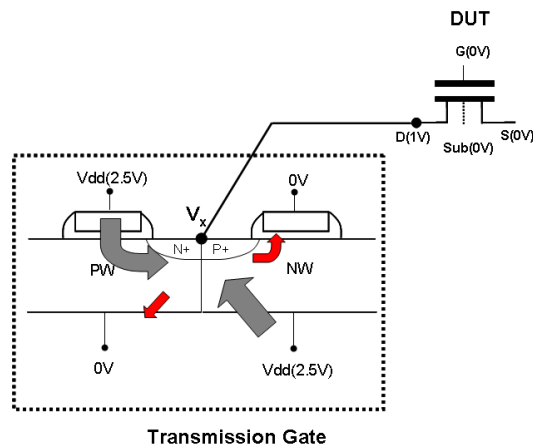 DUT
G(0V)
D(1V)
S(0V)
Sub(0V)
Vdd(2.5V)
0V
Vx
N+
P+
PW
NW
0V
Vdd(2.5V)
Transmission Gate